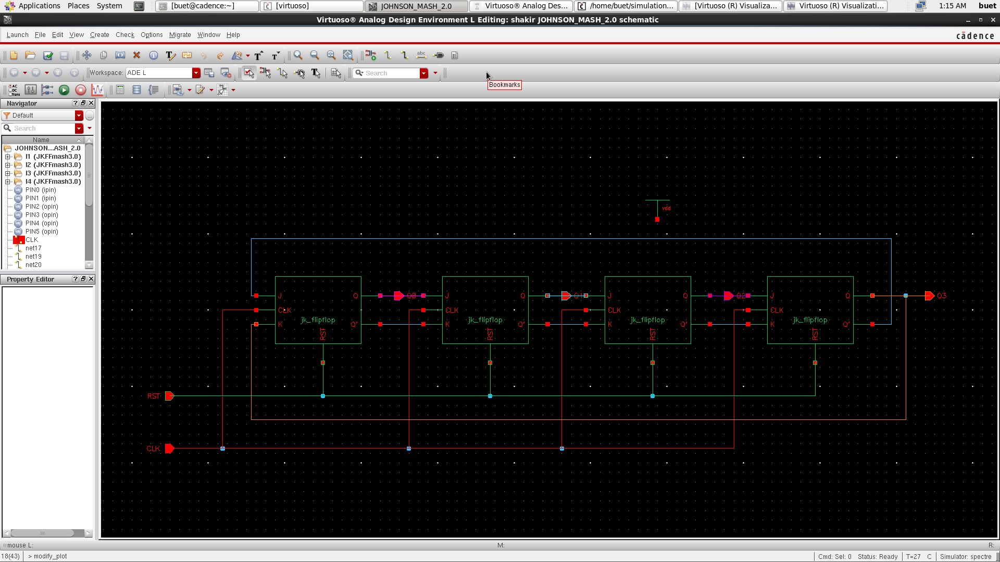 Applications Places System [buet@cadence:~] [virtuoso] JOHNSON_MASH_2.0 Virtuoso® Analog Des... /home/buet/simulation... [Virtuoso (R) Visualiza... Virtuoso (R) Visualizati... 1:15 AM buet
Virtuoso® Analog Design Environment L Editing: shakir JOHNSON_MASH_2.0 schematic
Launch File Edit View Create Check Options Migrate Window Help
cādence
Workspace: ADE L Search
Bookmarks
AC
DC
Trans
Navigator
Default
Search
Name
JOHNSON...ASH_2.0
I1 (JKFFmash3.0)
I2 (JKFFmash3.0)
I3 (JKFFmash3.0)
I4 (JKFFmash3.0)
PIN0 (ipin)
PIN1 (ipin)
PIN2 (opin)
PIN3 (opin)
PIN4 (opin)
PIN5 (opin)
CLK
net17
net19
net20
Property Editor
vdd
J Q Q0 J Q Q1 J Q Q2 J Q Q3
CLK CLK CLK CLK
jk_flipflop jk_flipflop jk_flipflop jk_flipflop
K Q' K Q' K Q' K Q'
RST RST RST RST
RST
CLK
mouse L: M: R:
18(43) > modify_plot Cmd: Sel: 0 Status: Ready T=27 C Simulator: spectre